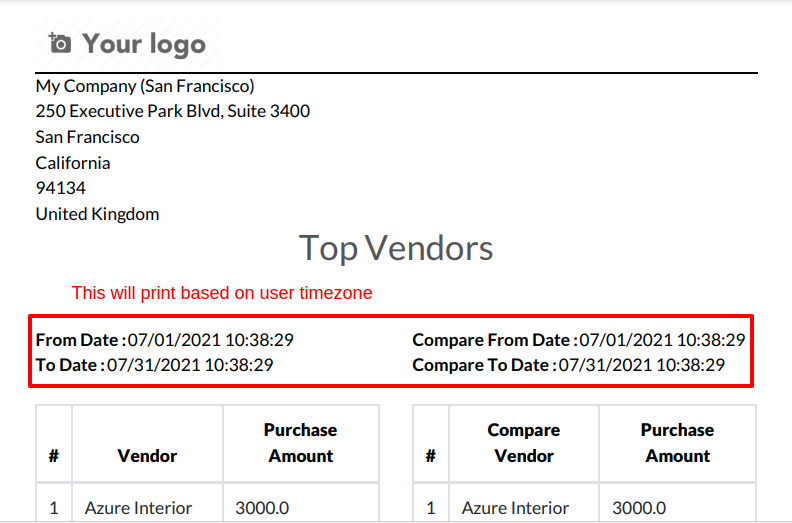 Your logo
My Company (San Francisco)
250 Executive Park Blvd, Suite 3400
San Francisco
California
94134
United Kingdom
Top Vendors
This will print based on user timezone
From Date : 07/01/2021 10:38:29
To Date : 07/31/2021 10:38:29
Compare From Date : 07/01/2021 10:38:29
Compare To Date : 07/31/2021 10:38:29
# Vendor Purchase Amount
1 Azure Interior 3000.0
# Compare Vendor Purchase Amount
1 Azure Interior 3000.0